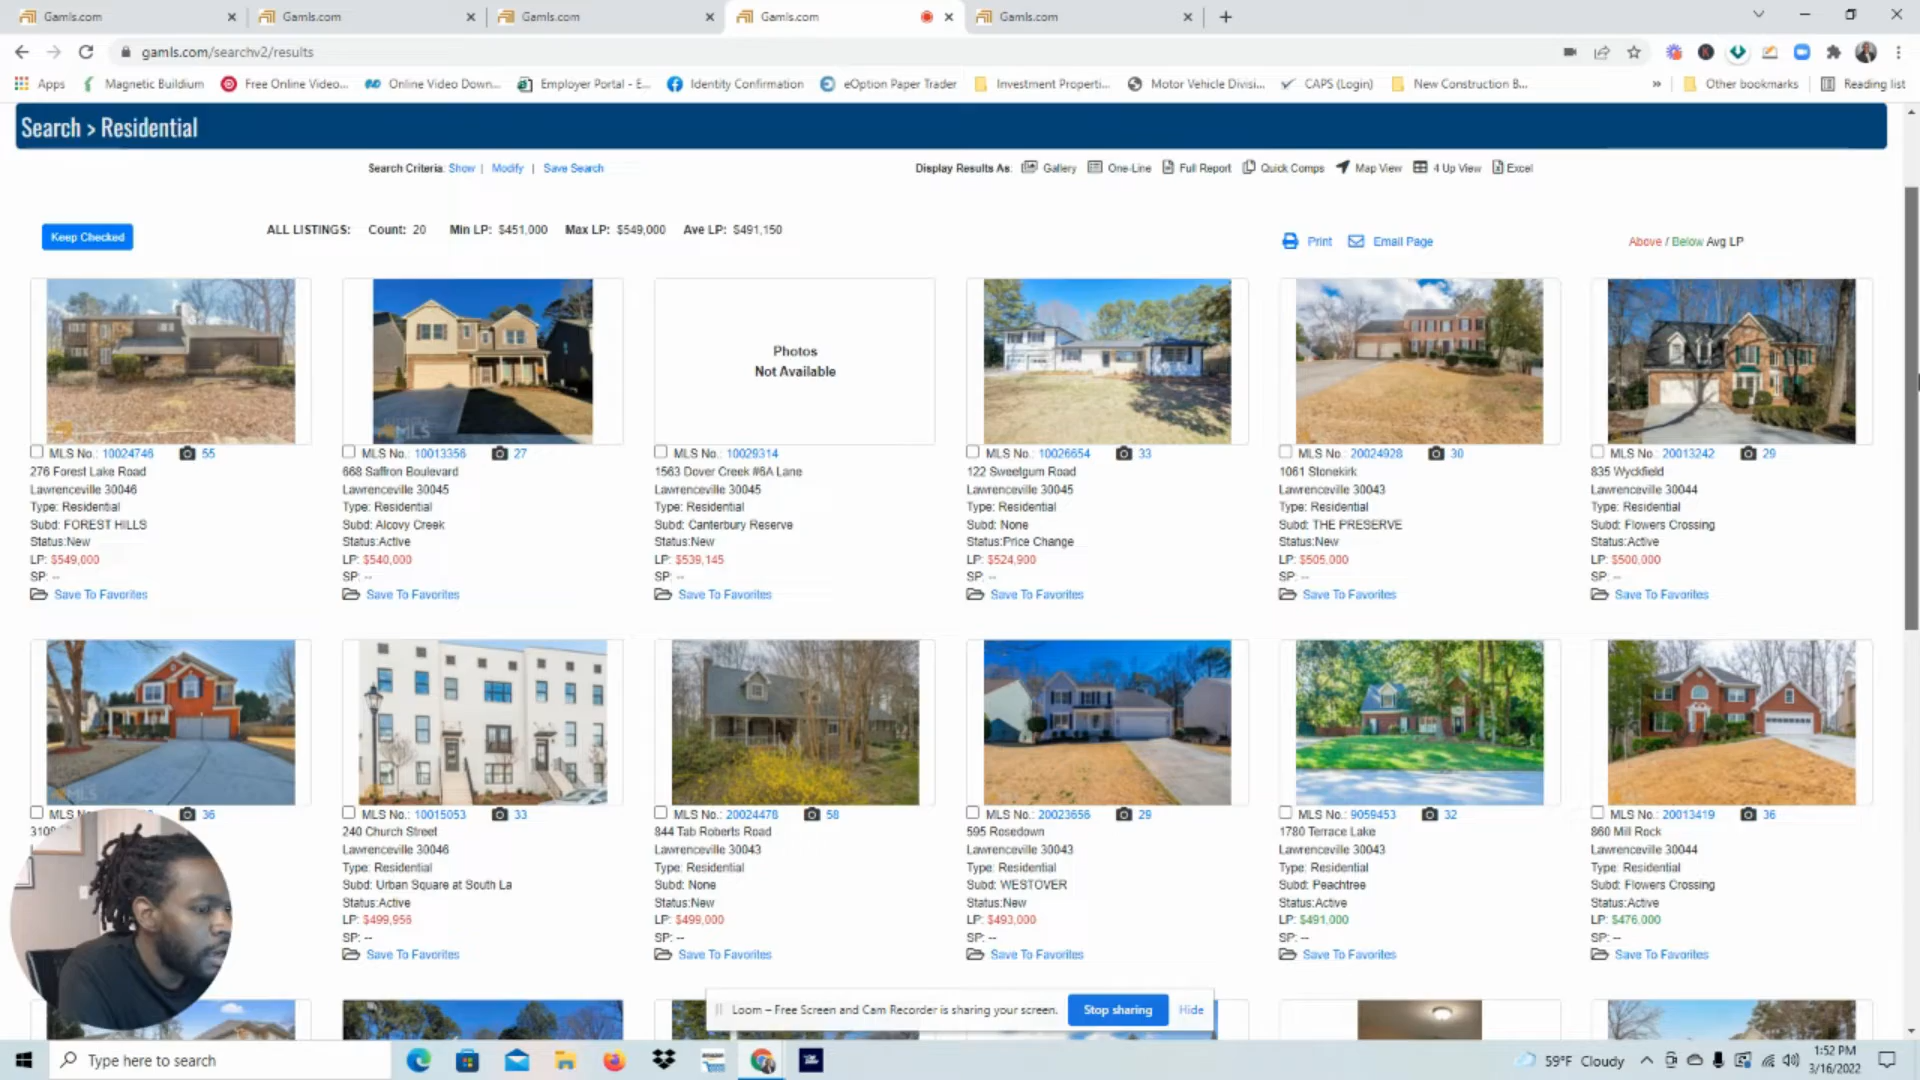 Gamls.com
Gamls.com
Gamls.com
Gamls.com
Gamls.com
gamls.com/searchv2/results
Apps
Magnetic Buildium
Free Online Video...
Online Video Down...
Employer Portal - E...
Identity Confirmation
eOption Paper Trader
Investment Properti...
Motor Vehicle Divisi...
CAPS (Login)
New Construction B...
»
Other bookmarks
Reading list
Search > Residential
Search Criteria: Show | Modify | Save Search
Display Results As: Gallery One-Line Full Report Quick Comps Map View 4 Up View Excel
Keep Checked
ALL LISTINGS: Count: 20 Min LP: $451,000 Max LP: $549,000 Ave LP: $491,150
Print Email Page
Above / Below Avg LP
MLS No.: 10024746 55
276 Forest Lake Road
Lawrenceville 30046
Type: Residential
Subd: FOREST HILLS
Status:New
LP: $549,000
SP: --
Save To Favorites
MLS No.: 10013356 27
668 Saffron Boulevard
Lawrenceville 30045
Type: Residential
Subd: Alcovy Creek
Status:Active
LP: $540,000
SP: --
Save To Favorites
Photos
Not Available
MLS No.: 10029314
1563 Dover Creek #6A Lane
Lawrenceville 30045
Type: Residential
Subd: Canterbury Reserve
Status:New
LP: $539,145
SP: --
Save To Favorites
MLS No.: 10026654 33
122 Sweetgum Road
Lawrenceville 30045
Type: Residential
Subd: None
Status:Price Change
LP: $524,900
SP: --
Save To Favorites
MLS No.: 20024928 30
1061 Stonekirk
Lawrenceville 30043
Type: Residential
Subd: THE PRESERVE
Status:New
LP: $505,000
SP: --
Save To Favorites
MLS No.: 20013242 29
835 Wyckfield
Lawrenceville 30044
Type: Residential
Subd: Flowers Crossing
Status:Active
LP: $500,000
SP: --
Save To Favorites
MLS 36
MLS No.: 10015053 33
240 Church Street
Lawrenceville 30046
Type: Residential
Subd: Urban Square at South La
Status:Active
LP: $499,956
SP: --
Save To Favorites
MLS No.: 20024478 58
844 Tab Roberts Road
Lawrenceville 30043
Type: Residential
Subd: None
Status:New
LP: $499,000
SP: --
Save To Favorites
MLS No.: 20023656 29
595 Rosedown
Lawrenceville 30043
Type: Residential
Subd: WESTOVER
Status:New
LP: $493,000
SP: --
Save To Favorites
MLS No.: 9059453 32
1780 Terrace Lake
Lawrenceville 30043
Type: Residential
Subd: Peachtree
Status:Active
LP: $491,000
SP: --
Save To Favorites
MLS No.: 20013419 36
860 Mill Rock
Lawrenceville 30044
Type: Residential
Subd: Flowers Crossing
Status:Active
LP: $476,000
SP: --
Save To Favorites
Loom – Free Screen and Cam Recorder is sharing your screen. Stop sharing Hide
Type here to search
59°F Cloudy
1:52 PM
3/16/2022